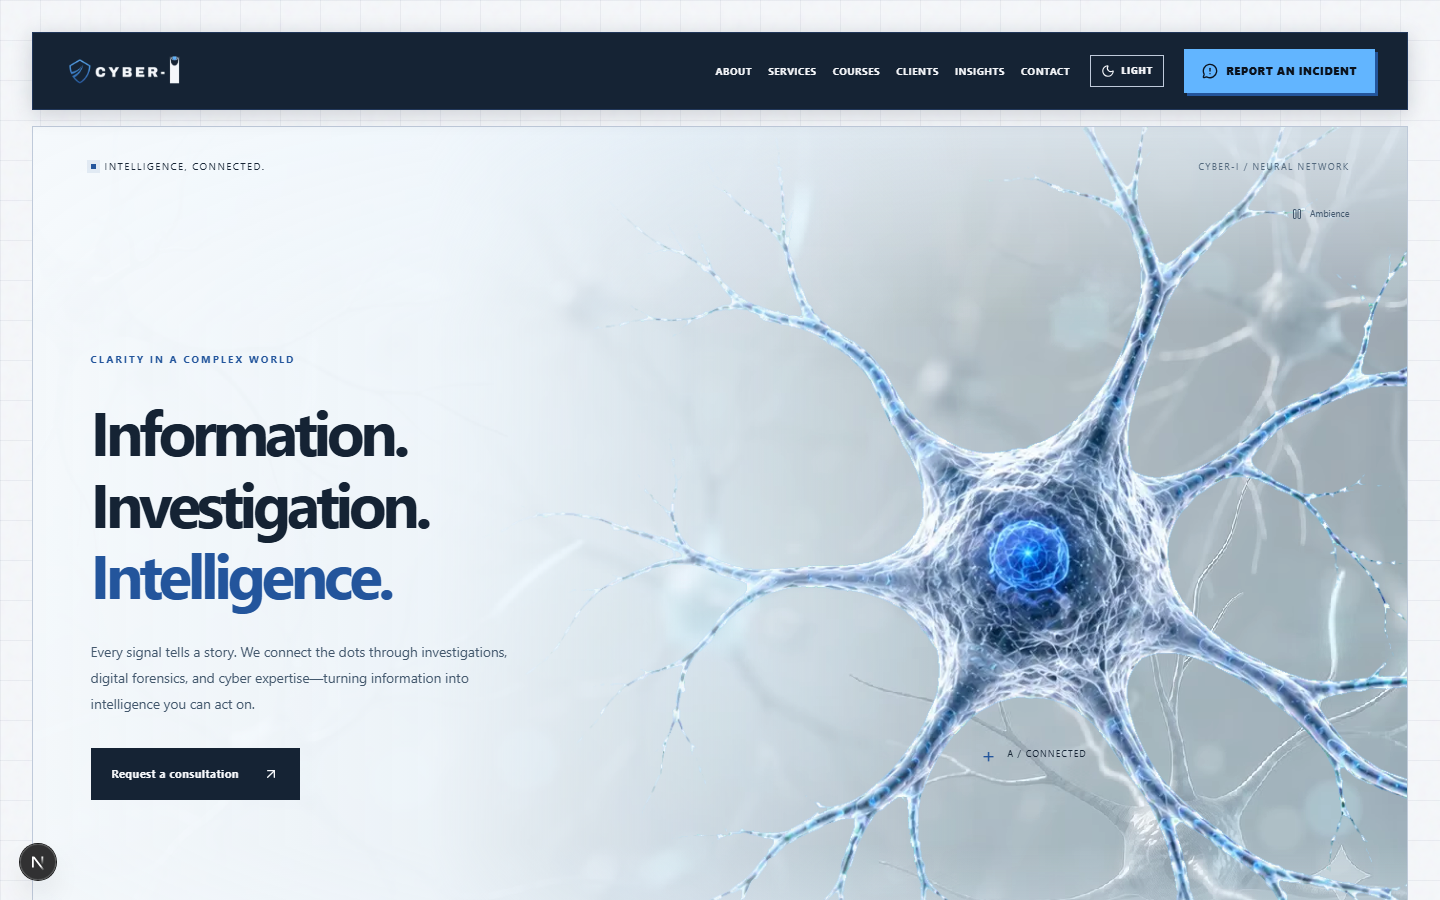 CYBER-i
ABOUT SERVICES COURSES CLIENTS INSIGHTS CONTACT LIGHT REPORT AN INCIDENT
INTELLIGENCE, CONNECTED.
CYBER-I / NEURAL NETWORK
Ambience
CLARITY IN A COMPLEX WORLD
Information.
Investigation.
Intelligence.
Every signal tells a story. We connect the dots through investigations,
digital forensics, and cyber expertise—turning information into
intelligence you can act on.
A / CONNECTED
Request a consultation
N